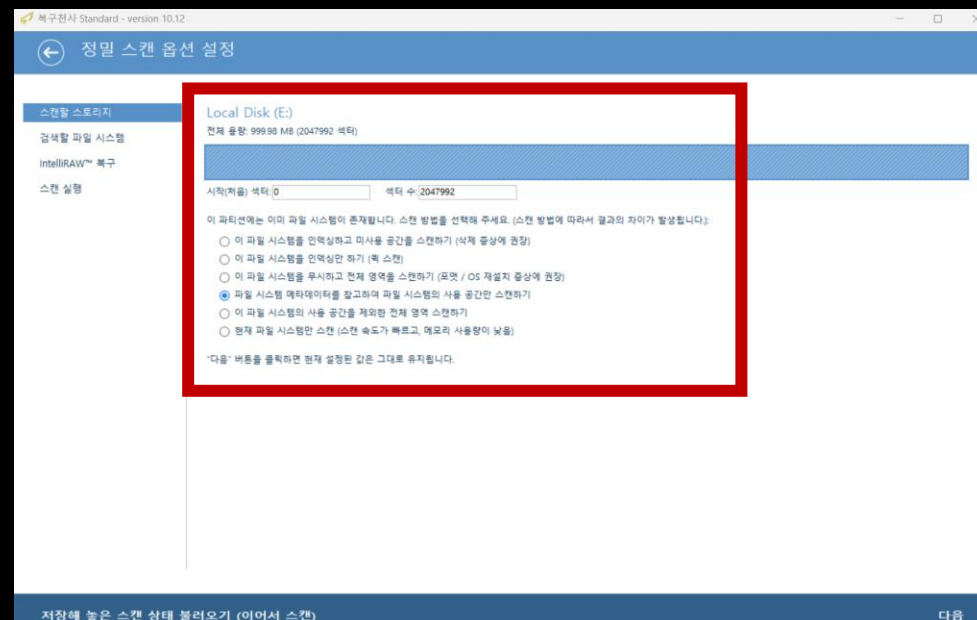 복구천사 Standard - version 10.12
정밀 스캔 옵션 설정
스캔할 스토리지
검색할 파일 시스템
IntelliRAW™ 복구
스캔 실행
Local Disk (E:)
전체 용량: 999.98 MB (2047992 섹터)
시작(처음) 섹터: 0 섹터 수: 2047992
이 파티션에는 이미 파일 시스템이 존재합니다. 스캔 방법을 선택해 주세요. (스캔 방법에 따라서 결과의 차이가 발생됩니다.):
이 파일 시스템을 인덱싱하고 미사용 공간을 스캔하기 (삭제 증상에 권장)
이 파일 시스템을 인덱싱만 하기 (퀵 스캔)
이 파일 시스템을 무시하고 전체 영역을 스캔하기 (포맷 / OS 재설치 증상에 권장)
파일 시스템 메타데이터를 참고하여 파일 시스템의 사용 공간만 스캔하기
이 파일 시스템의 사용 공간을 제외한 전체 영역 스캔하기
현재 파일 시스템만 스캔 (스캔 속도가 빠르고, 메모리 사용량이 낮음)
"다음" 버튼을 클릭하면 현재 설정된 값은 그대로 유지됩니다.
저장해 놓은 스캔 상태 불러오기 (이어서 스캔)
다음